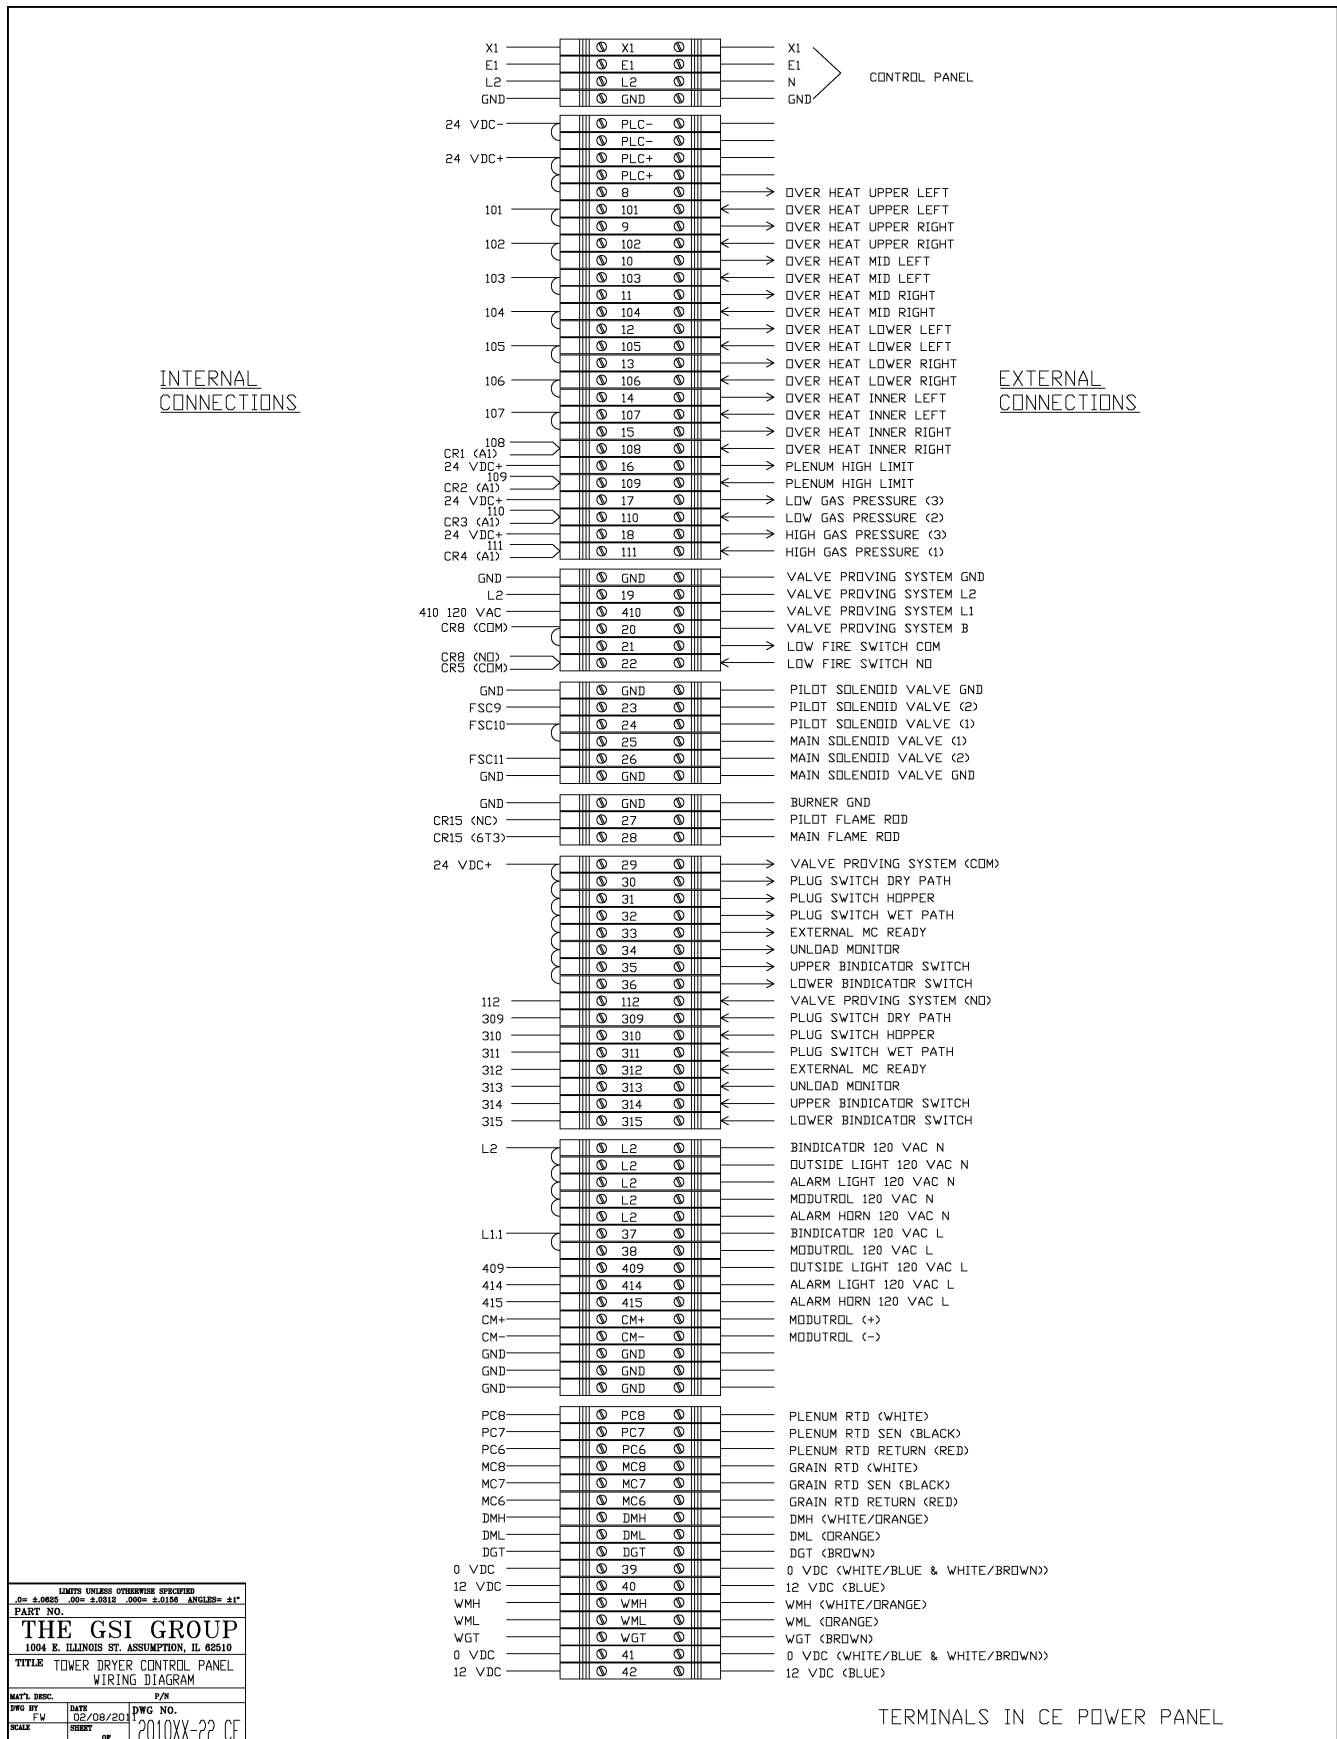 X1 X1 X1
E1 E1 E1
L2 L2 N
GND GND GND
CONTROL PANEL
24 VDC- PLC-
PLC-
24 VDC+ PLC+
PLC+
8 OVER HEAT UPPER LEFT
101 101 OVER HEAT UPPER LEFT
9 OVER HEAT UPPER RIGHT
102 102 OVER HEAT UPPER RIGHT
10 OVER HEAT MID LEFT
103 103 OVER HEAT MID LEFT
11 OVER HEAT MID RIGHT
104 104 OVER HEAT MID RIGHT
12 OVER HEAT LOWER LEFT
105 105 OVER HEAT LOWER LEFT
13 OVER HEAT LOWER RIGHT
106 106 OVER HEAT LOWER RIGHT
14 OVER HEAT INNER LEFT
107 107 OVER HEAT INNER LEFT
15 OVER HEAT INNER RIGHT
108
CR1 (A1) 108 OVER HEAT INNER RIGHT
24 VDC+ 16 PLENUM HIGH LIMIT
109
CR2 (A1) 109 PLENUM HIGH LIMIT
24 VDC+ 17 LOW GAS PRESSURE (3)
110
CR3 (A1) 110 LOW GAS PRESSURE (2)
24 VDC+ 18 HIGH GAS PRESSURE (3)
111
CR4 (A1) 111 HIGH GAS PRESSURE (1)
INTERNAL
CONNECTIONS
EXTERNAL
CONNECTIONS
GND GND VALVE PROVING SYSTEM GND
L2 19 VALVE PROVING SYSTEM L2
410 120 VAC 410 VALVE PROVING SYSTEM L1
CR8 (COM) 20 VALVE PROVING SYSTEM B
21 LOW FIRE SWITCH COM
CR8 (NO)
CR5 (COM) 22 LOW FIRE SWITCH NO
GND GND PILOT SOLENOID VALVE GND
FSC9 23 PILOT SOLENOID VALVE (2)
FSC10 24 PILOT SOLENOID VALVE (1)
25 MAIN SOLENOID VALVE (1)
FSC11 26 MAIN SOLENOID VALVE (2)
GND GND MAIN SOLENOID VALVE GND
GND GND BURNER GND
CR15 (NC) 27 PILOT FLAME ROD
CR15 (6T3) 28 MAIN FLAME ROD
24 VDC+ 29 VALVE PROVING SYSTEM (COM)
30 PLUG SWITCH DRY PATH
31 PLUG SWITCH HOPPER
32 PLUG SWITCH WET PATH
33 EXTERNAL MC READY
34 UNLOAD MONITOR
35 UPPER BINDICATOR SWITCH
36 LOWER BINDICATOR SWITCH
112 112 VALVE PROVING SYSTEM (NO)
309 309 PLUG SWITCH DRY PATH
310 310 PLUG SWITCH HOPPER
311 311 PLUG SWITCH WET PATH
312 312 EXTERNAL MC READY
313 313 UNLOAD MONITOR
314 314 UPPER BINDICATOR SWITCH
315 315 LOWER BINDICATOR SWITCH
L2 L2 BINDICATOR 120 VAC N
L2 OUTSIDE LIGHT 120 VAC N
L2 ALARM LIGHT 120 VAC N
L2 MODUTROL 120 VAC N
L2 ALARM HORN 120 VAC N
L1.1 37 BINDICATOR 120 VAC L
38 MODUTROL 120 VAC L
409 409 OUTSIDE LIGHT 120 VAC L
414 414 ALARM LIGHT 120 VAC L
415 415 ALARM HORN 120 VAC L
CM+ CM+ MODUTROL (+)
CM- CM- MODUTROL (-)
GND GND
GND GND
GND GND
PC8 PC8 PLENUM RTD (WHITE)
PC7 PC7 PLENUM RTD SEN (BLACK)
PC6 PC6 PLENUM RTD RETURN (RED)
MC8 MC8 GRAIN RTD (WHITE)
MC7 MC7 GRAIN RTD SEN (BLACK)
MC6 MC6 GRAIN RTD RETURN (RED)
DMH DMH DMH (WHITE/ORANGE)
DML DML DML (ORANGE)
DGT DGT DGT (BROWN)
0 VDC 39 0 VDC (WHITE/BLUE & WHITE/BROWN))
12 VDC 40 12 VDC (BLUE)
WMH WMH WMH (WHITE/ORANGE)
WML WML WML (ORANGE)
WGT WGT WGT (BROWN)
0 VDC 41 0 VDC (WHITE/BLUE & WHITE/BROWN))
12 VDC 42 12 VDC (BLUE)
LIMITS UNLESS OTHERWISE SPECIFIED
.0= ±.0625 .00= ±.0312 .000= ±.0156 ANGLES= ±1°
PART NO.
THE GSI GROUP
1004 E. ILLINOIS ST. ASSUMPTION, IL 62510
TITLE TOWER DRYER CONTROL PANEL
WIRING DIAGRAM
MAT'L DESC. P/N
DWG BY FW DATE 02/08/2011 DWG NO.
SCALE SHEET OF 2010XX-22 CE
TERMINALS IN CE POWER PANEL